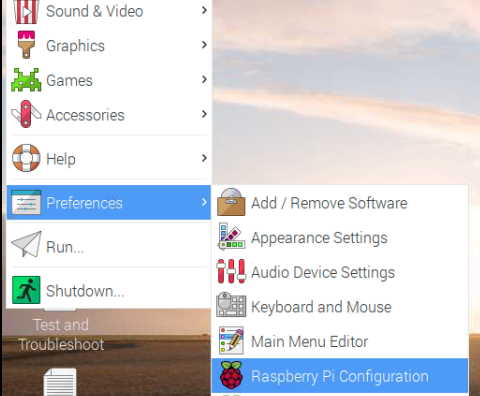 Sound & Video
Graphics
Games
Accessories
Help
Preferences
Run...
Shutdown...
Test and
Troubleshoot
Add / Remove Software
Appearance Settings
Audio Device Settings
Keyboard and Mouse
Main Menu Editor
Raspberry Pi Configuration